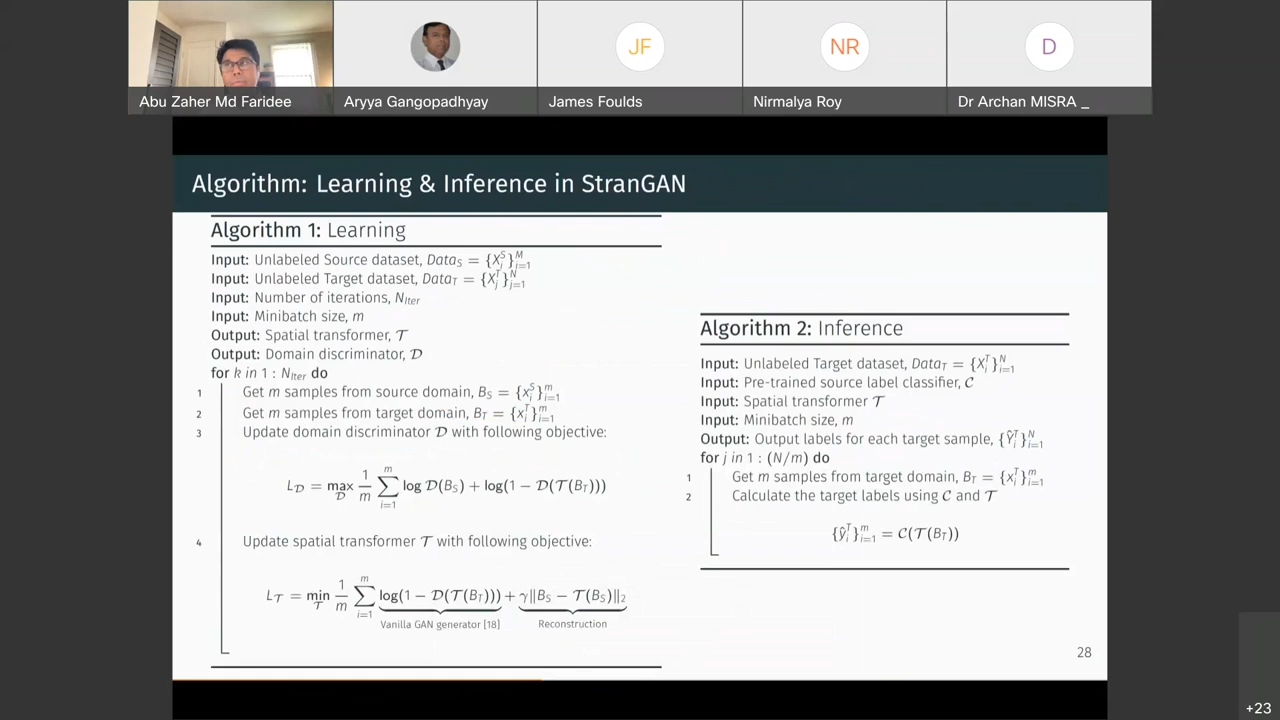 JF
NR
D
Abu Zaher Md Faridee
Aryya Gangopadhyay
James Foulds
Nirmalya Roy
Dr Archan MISRA _
Algorithm: Learning & Inference in StranGAN
Algorithm 1: Learning
Input: Unlabeled Source dataset, Data_S = {X_i^S}_{i=1}^M
Input: Unlabeled Target dataset, Data_T = {X_j^T}_{j=1}^N
Input: Number of iterations, N_Iter
Input: Minibatch size, m
Output: Spatial transformer, 𝒯
Output: Domain discriminator, 𝒟
for k in 1 : N_Iter do
1 Get m samples from source domain, B_S = {x_i^S}_{i=1}^m
2 Get m samples from target domain, B_T = {x_i^T}_{i=1}^m
3 Update domain discriminator 𝒟 with following objective:
L_𝒟 = max_𝒟 1/m ∑_{i=1}^m log 𝒟(B_S) + log(1 − 𝒟(𝒯(B_T)))
4 Update spatial transformer 𝒯 with following objective:
L_𝒯 = min_𝒯 1/m ∑_{i=1}^m log(1 − 𝒟(𝒯(B_T))) + γ‖B_S − 𝒯(B_S)‖_2
Vanilla GAN generator [18] Reconstruction
Algorithm 2: Inference
Input: Unlabeled Target dataset, Data_T = {X_i^T}_{i=1}^N
Input: Pre-trained source label classifier, 𝒞
Input: Spatial transformer 𝒯
Input: Minibatch size, m
Output: Output labels for each target sample, {Ŷ_i^T}_{i=1}^N
for j in 1 : (N/m) do
1 Get m samples from target domain, B_T = {x_i^T}_{i=1}^m
2 Calculate the target labels using 𝒞 and 𝒯
{ŷ_i^T}_{i=1}^m = 𝒞(𝒯(B_T))
28
+23